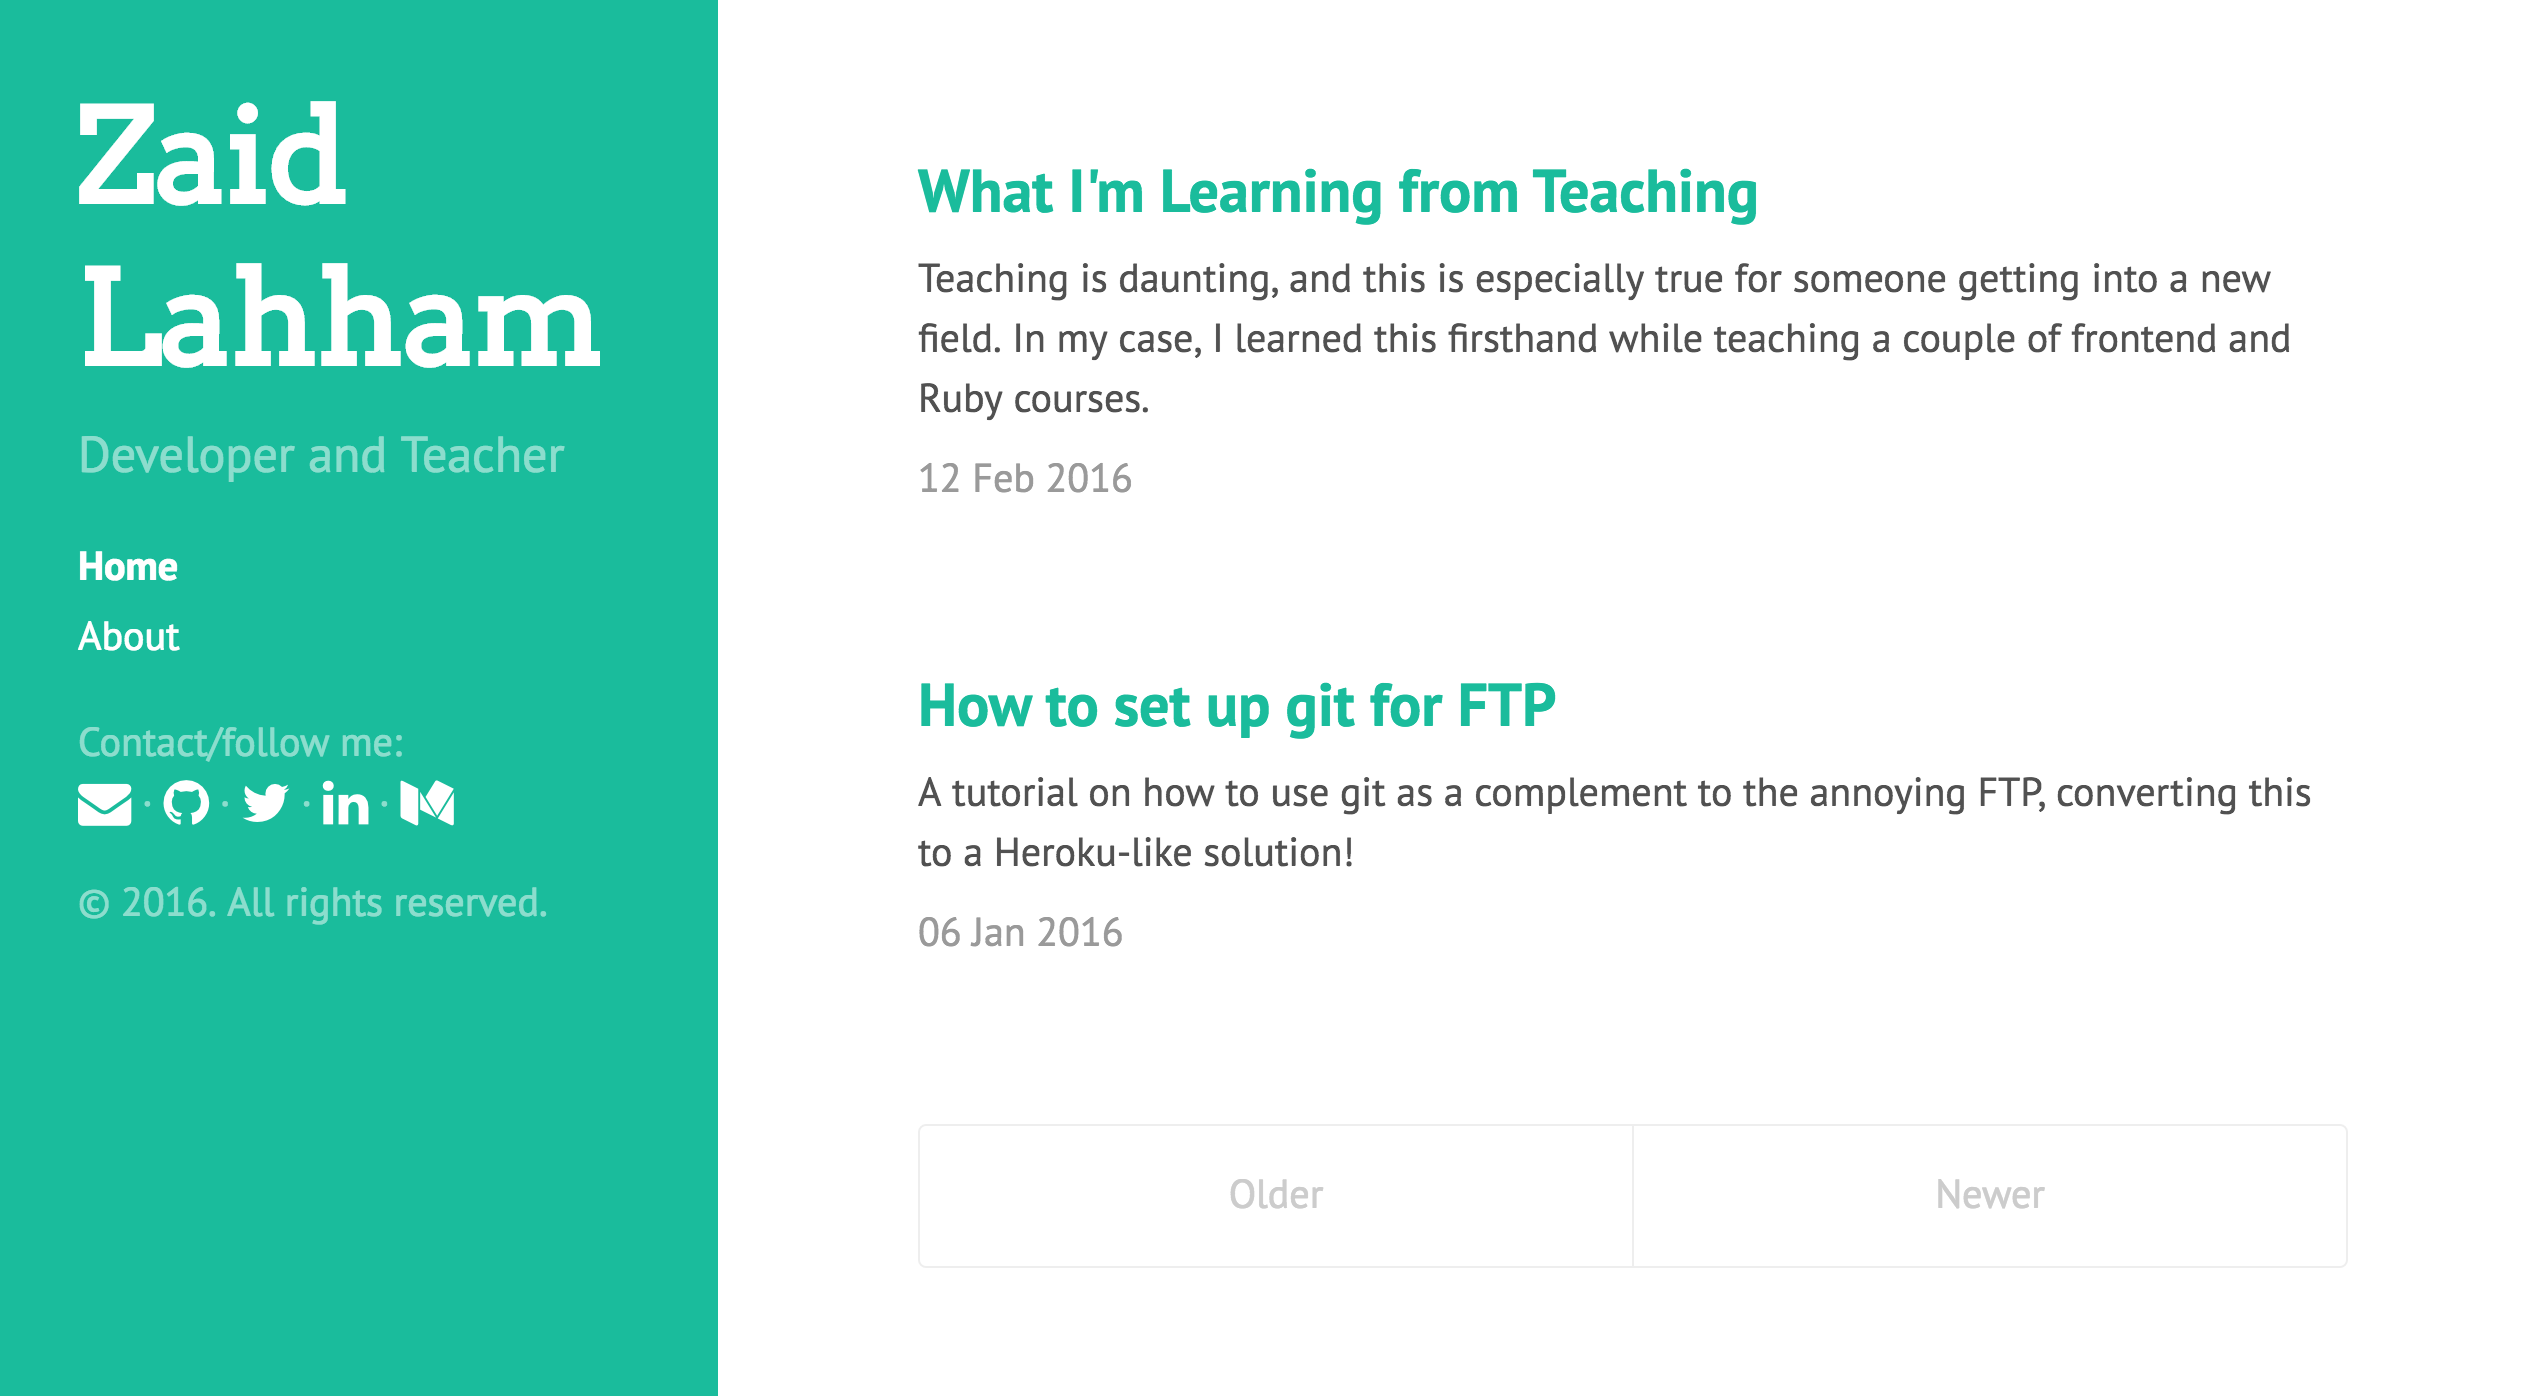 Zaid
Lahham
Developer and Teacher
Home
About
Contact/follow me:
© 2016. All rights reserved.
What I'm Learning from Teaching
Teaching is daunting, and this is especially true for someone getting into a new
field. In my case, I learned this firsthand while teaching a couple of frontend and
Ruby courses.
12 Feb 2016
How to set up git for FTP
A tutorial on how to use git as a complement to the annoying FTP, converting this
to a Heroku-like solution!
06 Jan 2016
Older
Newer